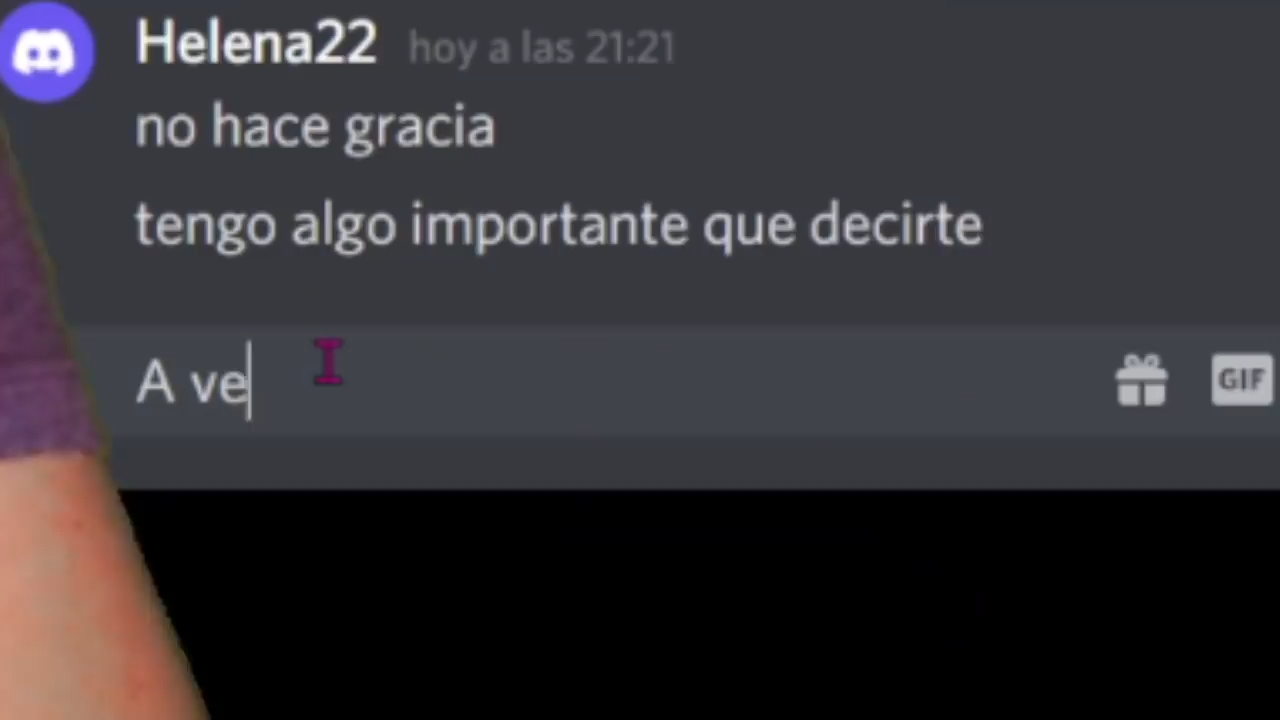 Helena22 hoy a las 21:21
no hace gracia
tengo algo importante que decirte
A ve
GIF